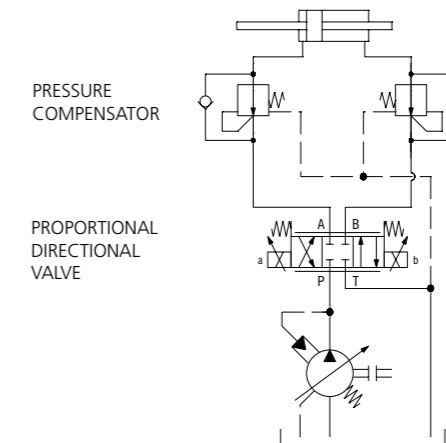 PRESSURE
COMPENSATOR
PROPORTIONAL
DIRECTIONAL
VALVE
A B
a b
P T